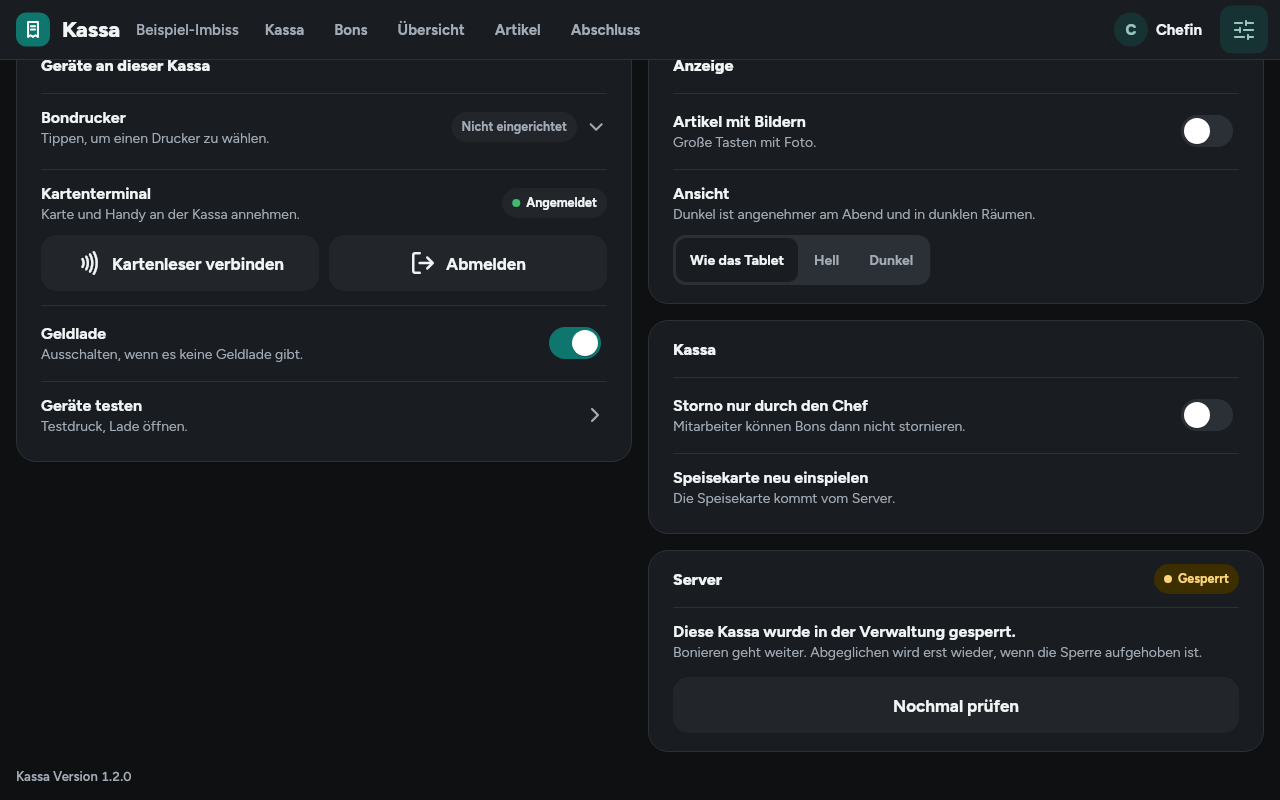 Kassa
Beispiel-Imbiss
Kassa
Bons
Übersicht
Artikel
Abschluss
C
Chefin
Geräte an dieser Kassa
Bondrucker
Tippen, um einen Drucker zu wählen.
Nicht eingerichtet
Kartenterminal
Karte und Handy an der Kassa annehmen.
Angemeldet
Kartenleser verbinden
Abmelden
Geldlade
Ausschalten, wenn es keine Geldlade gibt.
Geräte testen
Testdruck, Lade öffnen.
Anzeige
Artikel mit Bildern
Große Tasten mit Foto.
Ansicht
Dunkel ist angenehmer am Abend und in dunklen Räumen.
Wie das Tablet
Hell
Dunkel
Kassa
Storno nur durch den Chef
Mitarbeiter können Bons dann nicht stornieren.
Speisekarte neu einspielen
Die Speisekarte kommt vom Server.
Server
Gesperrt
Diese Kassa wurde in der Verwaltung gesperrt.
Bonieren geht weiter. Abgeglichen wird erst wieder, wenn die Sperre aufgehoben ist.
Nochmal prüfen
Kassa Version 1.2.0